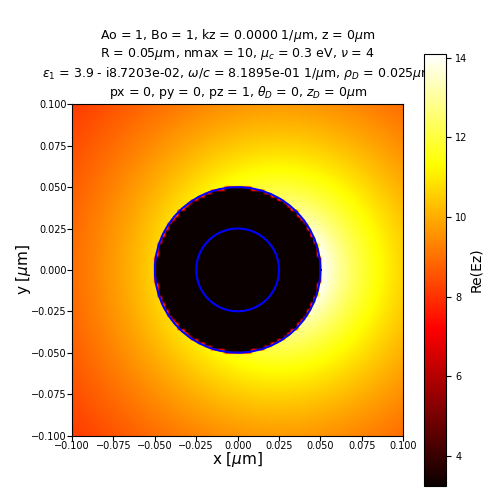 Ao = 1, Bo = 1, kz = 0.0000 1/μm, z = 0μm
R = 0.05μm, nmax = 10, μc = 0.3 eV, ν = 4
ε1 = 3.9 - i8.7203e-02, ω/c = 8.1895e-01 1/μm, ρD = 0.025μm
px = 0, py = 0, pz = 1, θD = 0, zD = 0μm
0.100
0.075
0.050
0.025
0.000
−0.025
−0.050
−0.075
−0.100
y [μm]
−0.100 −0.075 −0.050 −0.025 0.000 0.025 0.050 0.075 0.100
x [μm]
14
12
10
8
6
4
Re(Ez)